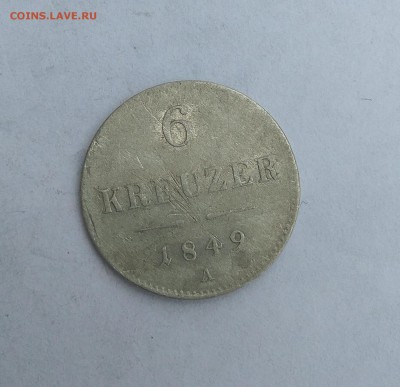 COINS.LAVE.RU
6
KREUZER
1849
A